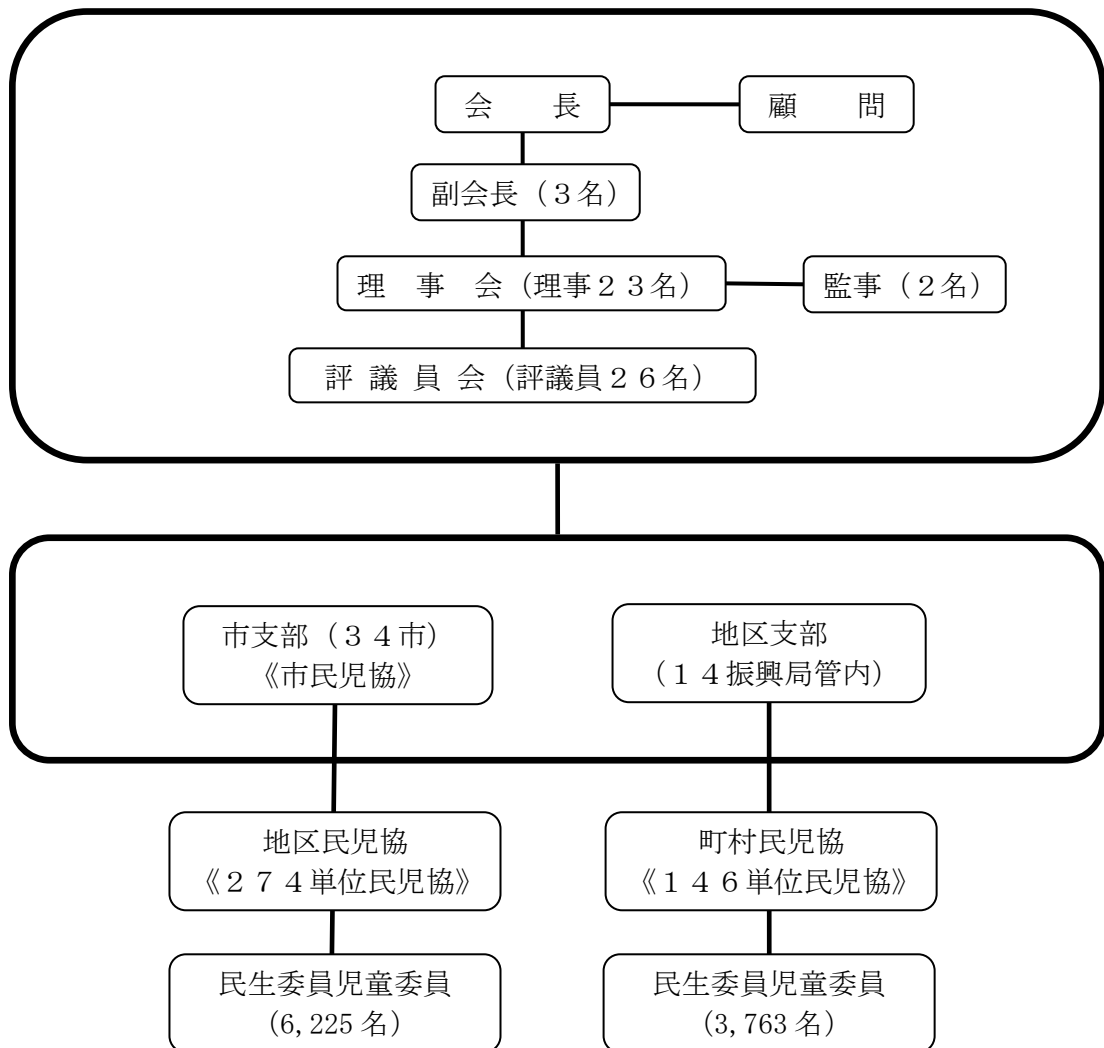 会　　長
顧　　問
副会長（３名）
理　事　会（理事２３名）
監事（２名）
評 議 員 会（評議員２６名）
市支部（３４市）
《市民児協》
地区支部
（１４振興局管内）
地区民児協
《２７４単位民児協》
町村民児協
《１４６単位民児協》
民生委員児童委員
(6,225 名)
民生委員児童委員
(3,763 名)